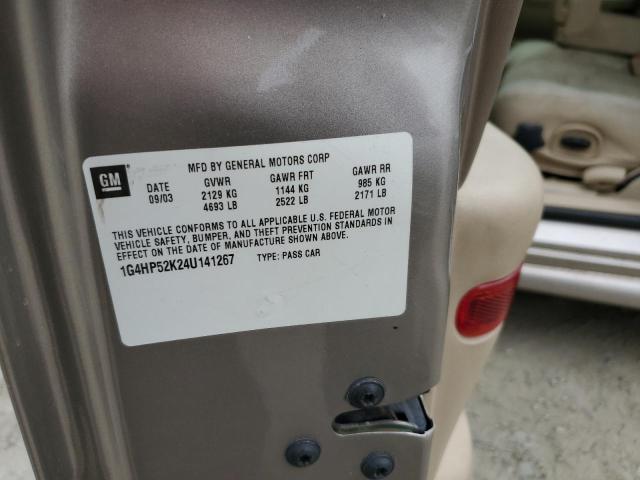 GM
MFD BY GENERAL MOTORS CORP
DATE GVWR GAWR FRT GAWR RR
09/03 2129 KG 1144 KG 985 KG
4693 LB 2522 LB 2171 LB
THIS VEHICLE CONFORMS TO ALL APPLICABLE U.S. FEDERAL MOTOR
VEHICLE SAFETY, BUMPER, AND THEFT PREVENTION STANDARDS IN
EFFECT ON THE DATE OF MANUFACTURE SHOWN ABOVE.
1G4HP52K24U141267 TYPE: PASS CAR